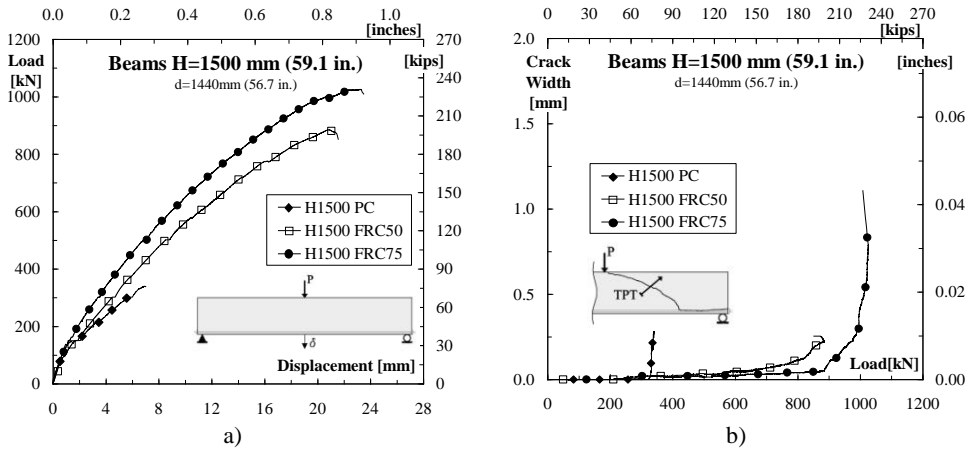 0.0 0.2 0.4 0.6 0.8 1.0
[inches]
Load
[kN]
[kips]
Beams H=1500 mm (59.1 in.)
d=1440mm (56.7 in.)
1200
1000
800
600
400
200
0
270
240
210
180
150
120
90
60
30
0
H1500 PC
H1500 FRC50
H1500 FRC75
P
δ
Displacement [mm]
0 4 8 12 16 20 24 28
a)
0 30 60 90 120 150 180 210 230 270
[kips]
Crack
Width
[mm]
[inches]
Beams H=1500 mm (59.1 in.)
d=1440mm (56.7 in.)
2.0
1.5
1.0
0.5
0.0
0.06
0.04
0.02
0.00
H1500 PC
H1500 FRC50
H1500 FRC75
P
TPT
Load[kN]
0 200 400 600 800 1000 1200
b)